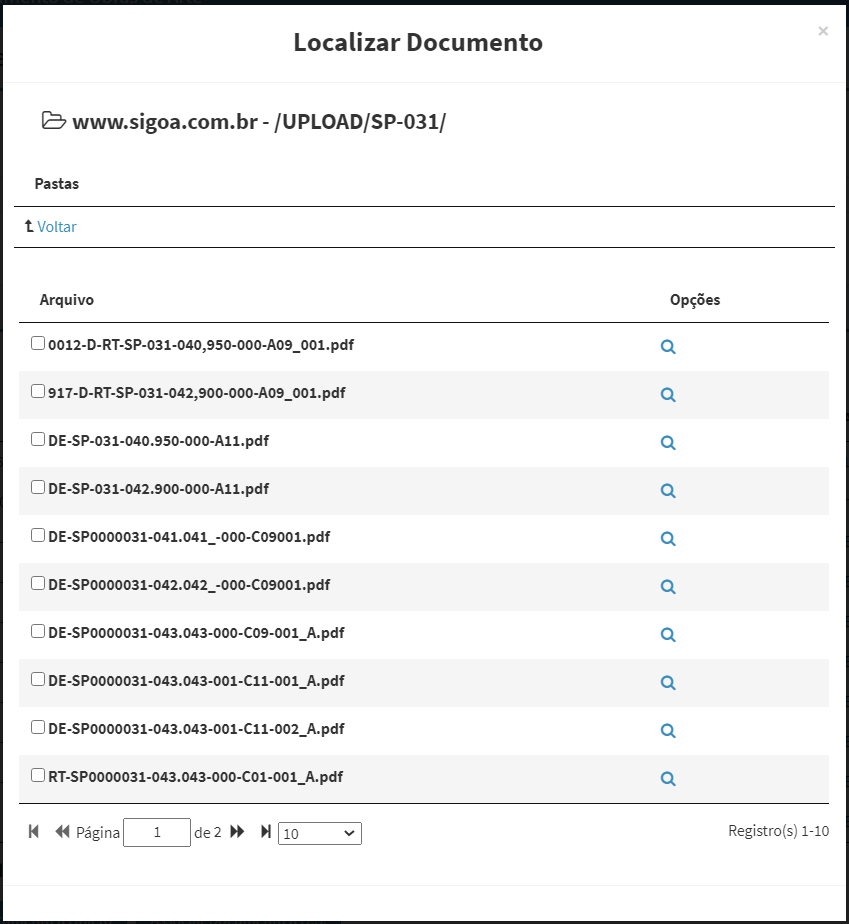 Localizar Documento
×
www.sigoa.com.br - /UPLOAD/SP-031/
Pastas
Voltar
Arquivo Opções
0012-D-RT-SP-031-040,950-000-A09_001.pdf
917-D-RT-SP-031-042,900-000-A09_001.pdf
DE-SP-031-040.950-000-A11.pdf
DE-SP-031-042.900-000-A11.pdf
DE-SP0000031-041.041_-000-C09001.pdf
DE-SP0000031-042.042_-000-C09001.pdf
DE-SP0000031-043.043-000-C09-001_A.pdf
DE-SP0000031-043.043-001-C11-001_A.pdf
DE-SP0000031-043.043-001-C11-002_A.pdf
RT-SP0000031-043.043-000-C01-001_A.pdf
Página 1 de 2 10 Registro(s) 1-10